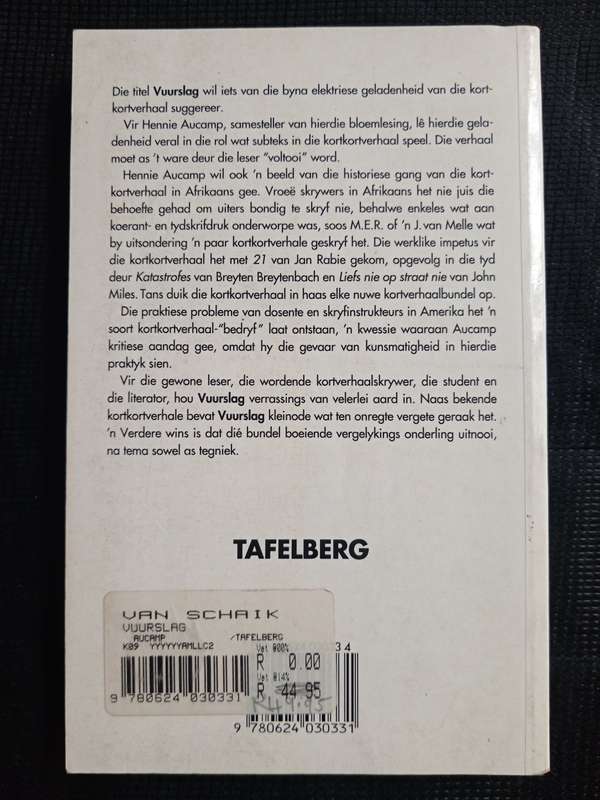 Die titel Vuurslag wil iets van die byna elektriese gelaaidheid van die kort-
kortverhaal suggereer.
Vir Hennie Aucamp, samesteller van hierdie bloemlesing, lê hierdie gela-
denheid veral in die rol wat subteks in die kortkortverhaal speel. Die verhaal
moet as 't ware deur die leser "voltooi" word.
Hennie Aucamp wil ook 'n beeld van die historiese gang van die kort-
kortverhaal in Afrikaans gee. Vroeë skrywers in Afrikaans het nie juis die
behoefte gehad om uiters bondig te skryf nie, behalwe enkeles wat aan
koerant- en tydskrifdruk onderworpe was, soos M.E.R. of 'n J. van Melle wat
by uitsondering 'n paar kortkortverhale geskryf het. Die werklike impetus vir
die kortkortverhaal het met 21 van Jan Rabie gekom, opgevolg in die tyd
deur Katastrofes van Breyten Breytenbach en Liefs nie op straat nie van John
Miles. Tans duik die kortkortverhaal in haas elke nuwe kortverhaalbundel op.
Die praktiese probleme van dosente en skryfinstrukteurs in Amerika het 'n
soort kortkortverhaal-"bedryf" laat ontstaan, 'n kwessie waaraan Aucamp
kritiese aandag gee, omdat hy die gevaar van kunsmatigheid in hierdie
praktyk sien.
Vir die gewone leser, die wordende kortverhaalskrywer, die student en
die literator, hou Vuurslag verrassings van velerlei aard in. Naas bekende
kortkortverhale bevat Vuurslag kleinode wat ten onregte vergete geraak het.
'n Verdere wins is dat dié bundel boeiende vergelykings onderling uitnooi,
na tema sowel as tegniek.
TAFELBERG
VAN SCHAIK
VUURSLAG
AUCAMP /TAFELBERG
K09 YYYYYYAMLLC2
Vat @00%
R 0.00
Vat @14%
R 44.95
R49.95
34
9 780624 030331
9 780624 030331